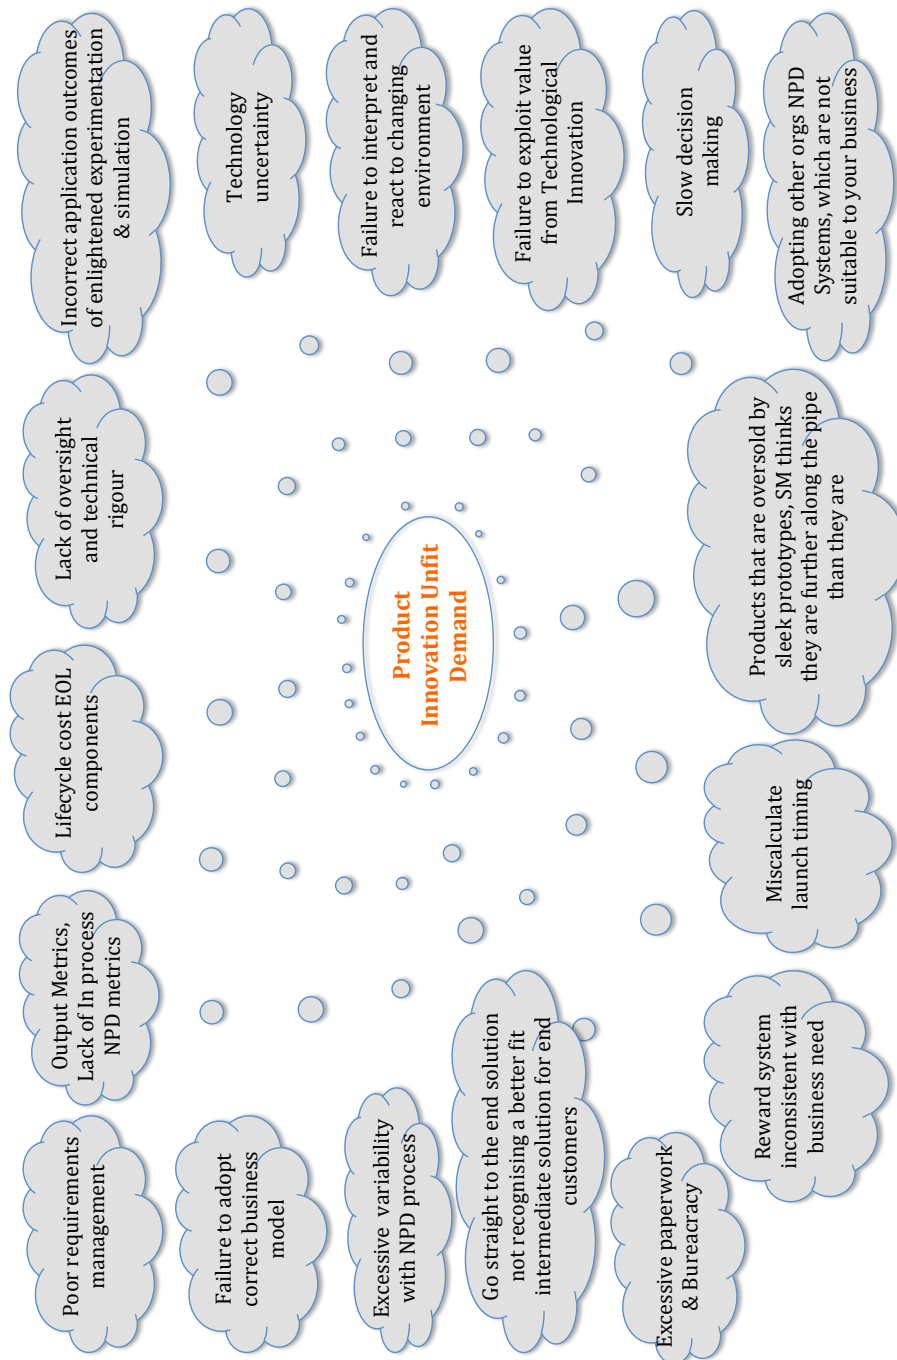 Poor requirements
management
Output Metrics,
Lack of In process
NPD metrics
Lifecycle cost EOL
components
Lack of oversight
and technical
rigour
Incorrect application outcomes
of enlightened experimentation
& simulation
Failure to adopt
correct business
model
Technology
uncertainty
Excessive variability
with NPD process
Product
Innovation Unfit
Demand
Failure to interpret and
react to changing
environment
Go straight to the end solution
not recognising a better fit
intermediate solution for end
customers
Failure to exploit value
from Technological
Innovation
Excessive paperwork
& Bureacracy
Slow decision
making
Reward system
inconsistent with
business need
Miscalculate
launch timing
Products that are oversold by
sleek prototypes, SM thinks
they are further along the pipe
than they are
Adopting other orgs NPD
Systems, which are not
suitable to your business